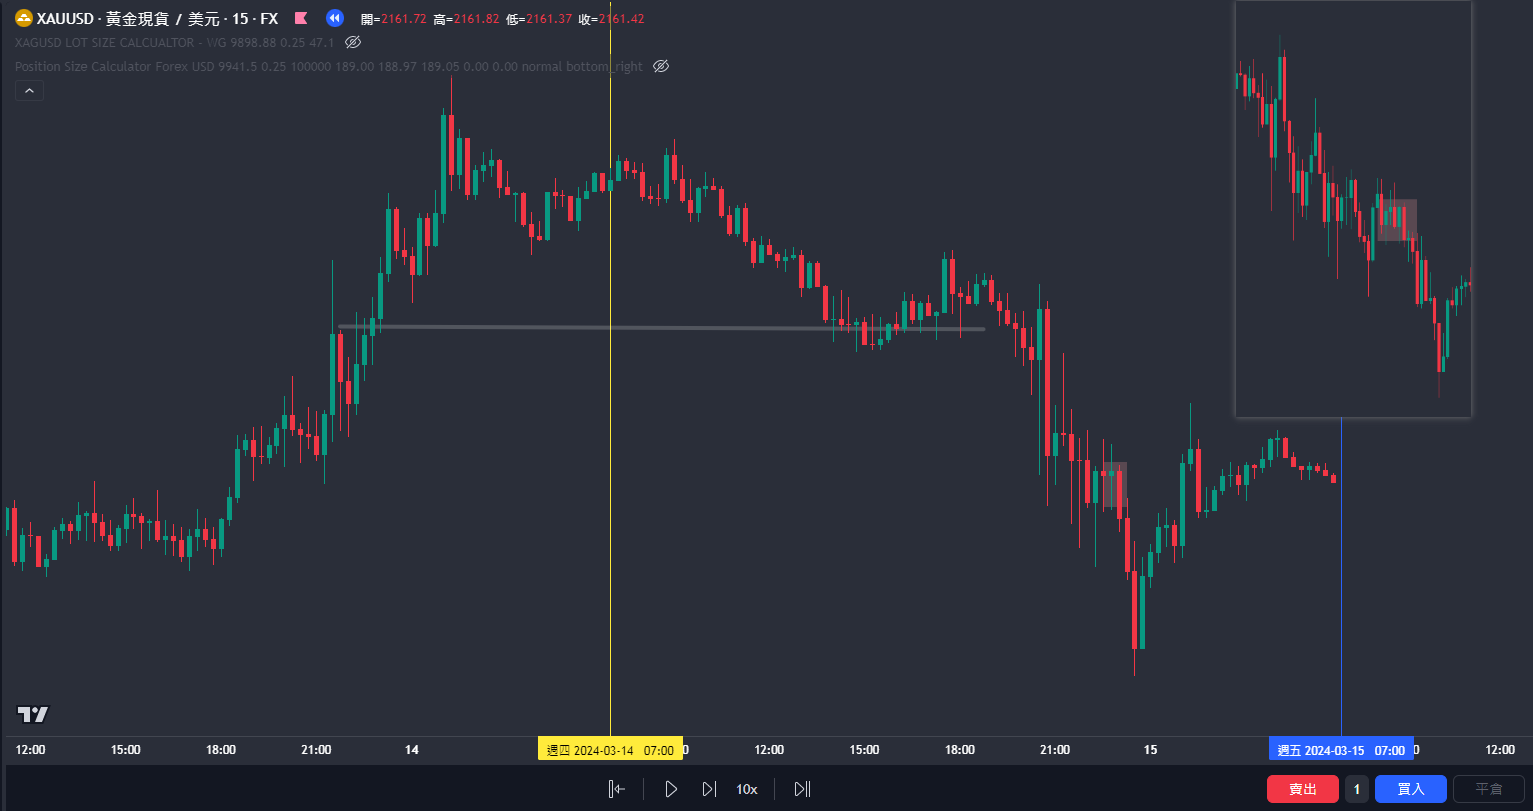 XAUUSD · 黃金現貨 / 美元 · 15 · FX 開=2161.72 高=2161.82 低=2161.37 收=2161.42
XAGUSD LOT SIZE CALCUALTOR - WG 9898.88 0.25 47.1
Position Size Calculator Forex USD 9941.5 0.25 100000 189.00 188.97 189.05 0.00 0.00 normal bottom_right
12:00 15:00 18:00 21:00 14 週四 2024-03-14 07:00 12:00 15:00 18:00 21:00 15 週五 2024-03-15 07:00 12:00
10x 賣出 1 買入 平倉